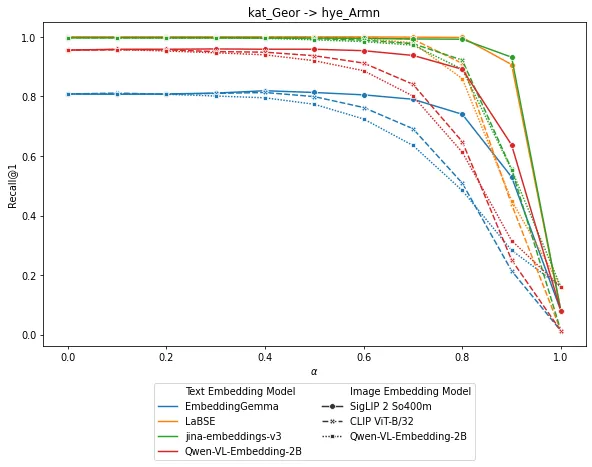 kat_Geor -> hye_Armn
Recall@1
1.0
0.8
0.6
0.4
0.2
0.0
0.0 0.2 0.4 0.6 0.8 1.0
α
Text Embedding Model
EmbeddingGemma
LaBSE
jina-embeddings-v3
Qwen-VL-Embedding-2B
Image Embedding Model
SigLIP 2 So400m
CLIP ViT-B/32
Qwen-VL-Embedding-2B